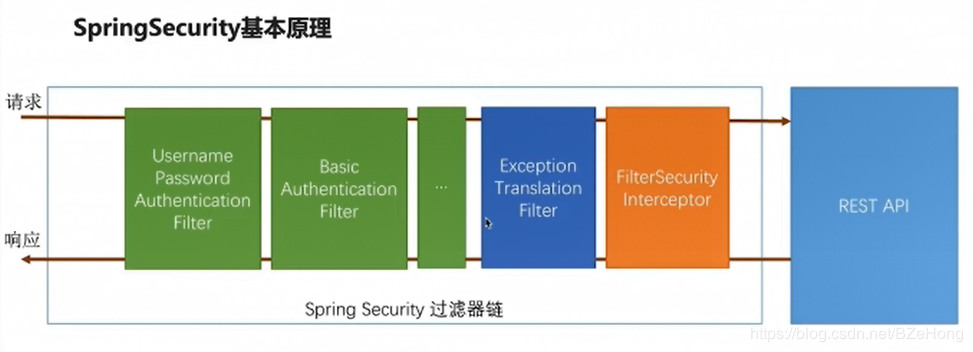 SpringSecurity基本原理
请求
Username
Password
Authentication
Filter
Basic
Authentication
Filter
...
Exception
Translation
Filter
FilterSecurity
Interceptor
REST API
响应
Spring Security 过滤器链
https://blog.csdn.net/BZeHong